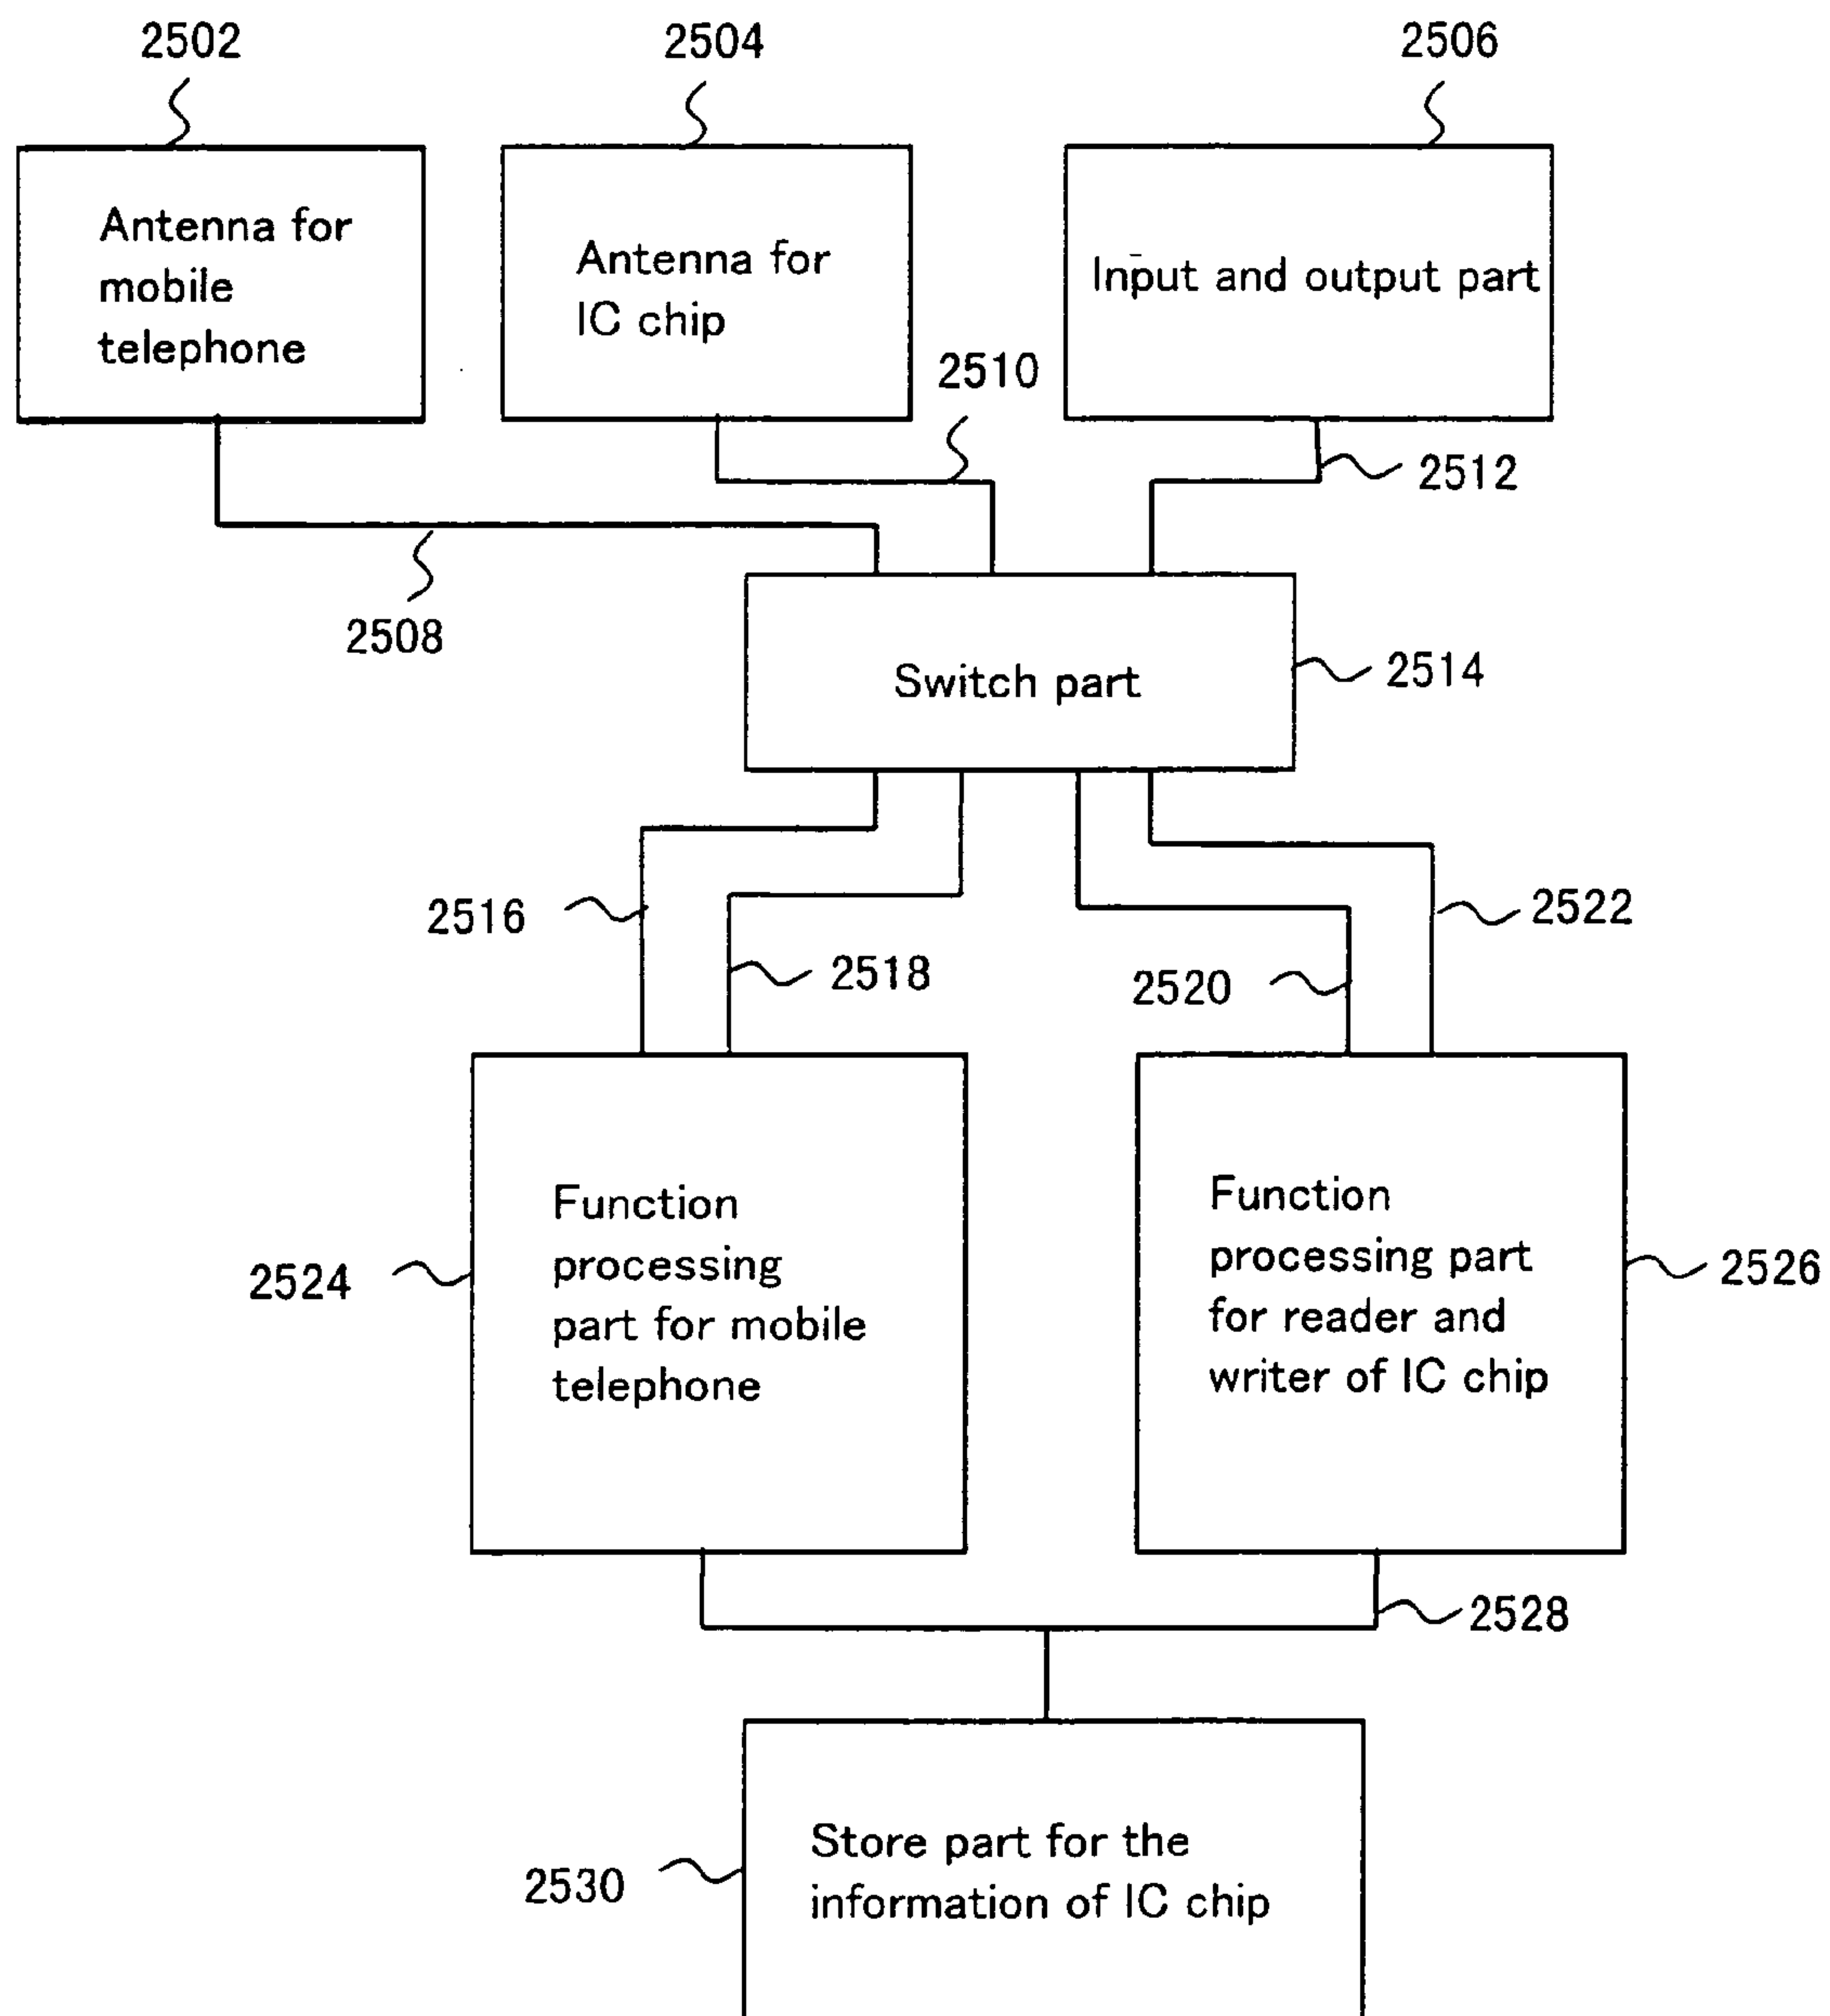 2502
2504
2506
Antenna for
mobile
telephone
Antenna for
IC chip
Input and output part
2510
2512
2508
Switch part
2514
2516
2518
2520
2522
Function
processing
part for mobile
telephone
Function
processing part
for reader and
writer of IC chip
2524
2526
2528
Store part for the
information of IC chip
2530